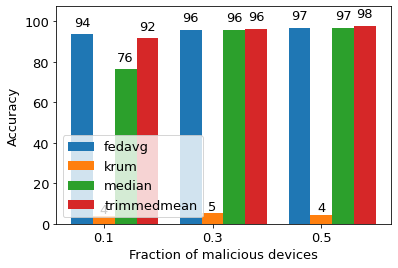 94 96 96 96 97 97 98
92
76
100
80
60
40
20
0
Accuracy
fedavg
krum
median
trimmedmean
4 5 4
0.1 0.3 0.5
Fraction of malicious devices